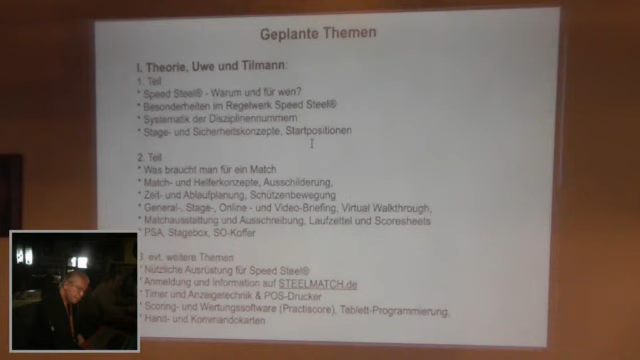 Geplante Themen
I. Theorie, Uwe und Tilmann:
1. Teil
* Speed Steel® - Warum und für wen?
* Besonderheiten im Regelwerk Speed Steel®
* Systematik der Disziplinennummern
* Stage- und Sicherheitskonzepte, Startpositionen
2. Teil
* Was braucht man für ein Match
* Match- und Helferkonzepte, Ausschilderung,
* Zeit- und Ablaufplanung, Schützenbewegung
* General-, Stage-, Online - und Video-Briefing, Virtual Walkthrough,
* Matchausstattung und Ausschreibung, Laufzettel und Scoresheets
* PSA, Stagebox, SO-Koffer
3. evt. weitere Themen
* Nützliche Ausrüstung für Speed Steel®
* Anmeldung und Information auf STEELMATCH.de
* Timer und Anzeigetechnik & POS-Drucker
* Scoring- und Wertungssoftware (Practiscore), Tablett-Programmierung,
* Hand- und Kommandokarten